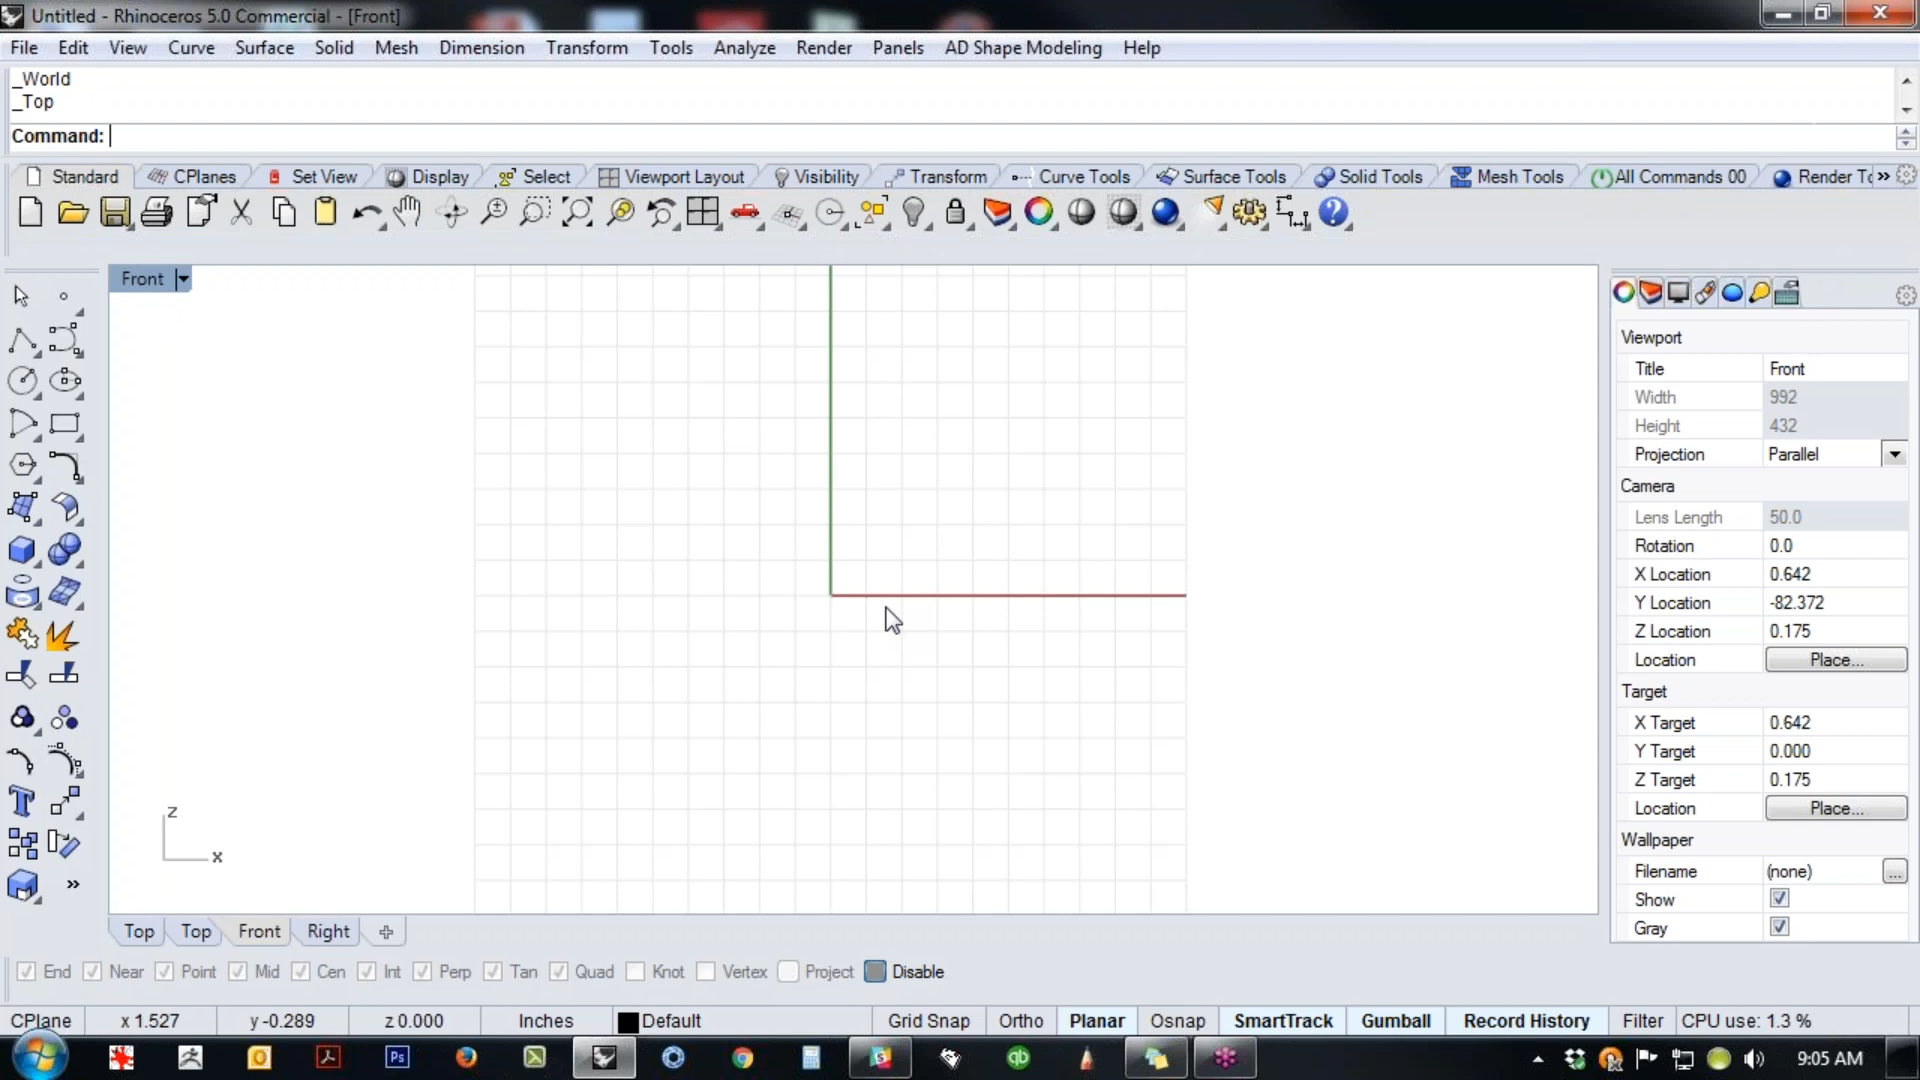 Untitled - Rhinoceros 5.0 Commercial - [Front]
File Edit View Curve Surface Solid Mesh Dimension Transform Tools Analyze Render Panels AD Shape Modeling Help
_World
_Top
Command:
Standard CPlanes Set View Display Select Viewport Layout Visibility Transform Curve Tools Surface Tools Solid Tools Mesh Tools All Commands 00 Render To »
Front
Viewport
Title Front
Width 992
Height 432
Projection Parallel
Camera
Lens Length 50.0
Rotation 0.0
X Location 0.642
Y Location -82.372
Z Location 0.175
Location Place...
Target
X Target 0.642
Y Target 0.000
Z Target 0.175
Location Place...
Wallpaper
Filename (none) ...
Show
Gray
z
x
Top Top Front Right
End Near Point Mid Cen Int Perp Tan Quad Knot Vertex Project Disable
CPlane x 1.527 y -0.289 z 0.000 Inches Default Grid Snap Ortho Planar Osnap SmartTrack Gumball Record History Filter CPU use: 1.3 %
Ps qb 9:05 AM